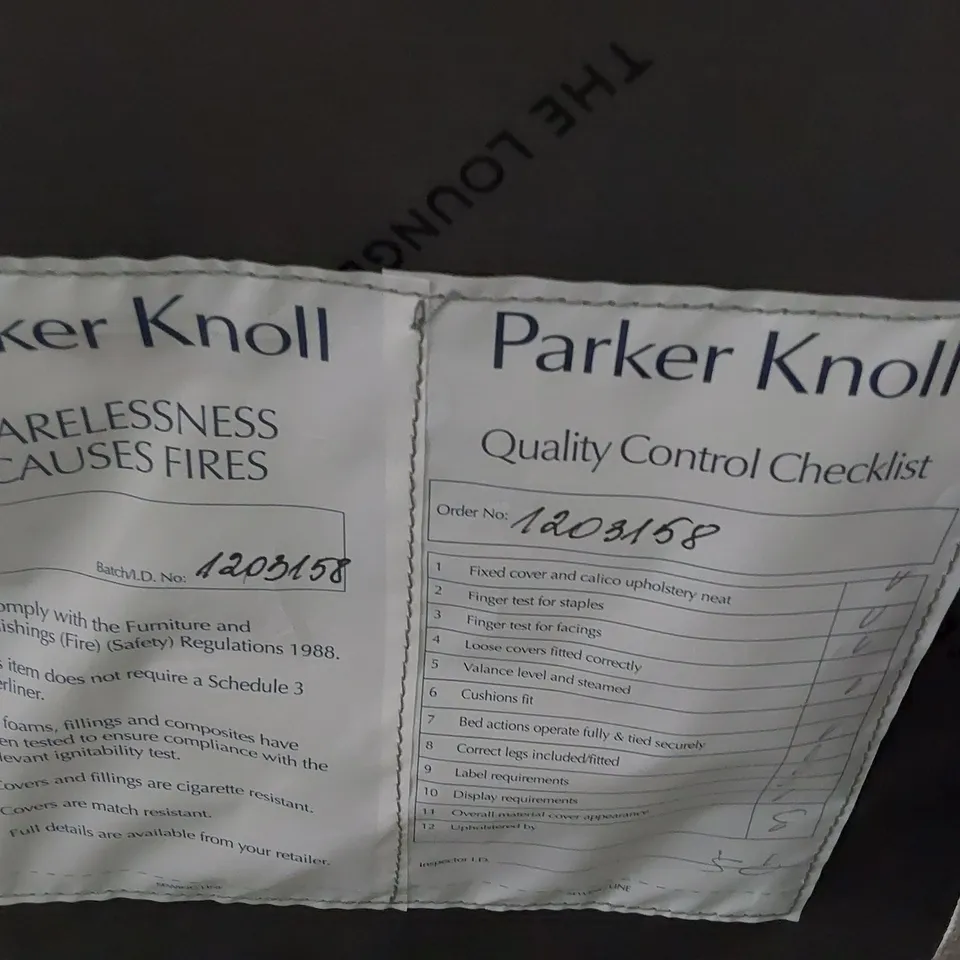 THE LOUNGE
ker Knoll
ARELESSNESS
CAUSES FIRES
Batch/I.D. No: 1203158
omply with the Furniture and
ishings (Fire) (Safety) Regulations 1988.
s item does not require a Schedule 3
erliner.
foams, fillings and composites have
en tested to ensure compliance with the
levant ignitability test.
Covers and fillings are cigarette resistant.
Covers are match resistant.
Full details are available from your retailer.
Parker Knoll
Quality Control Checklist
Order No: 1203158
1 Fixed cover and calico upholstery neat
2 Finger test for staples
3 Finger test for facings
4 Loose covers fitted correctly
5 Valance level and steamed
6 Cushions fit
7 Bed actions operate fully & tied securely
8 Correct legs included/fitted
9 Label requirements
10 Display requirements
11 Overall material cover appearance
12 Upholstered by
Inspector I.D.
LINE